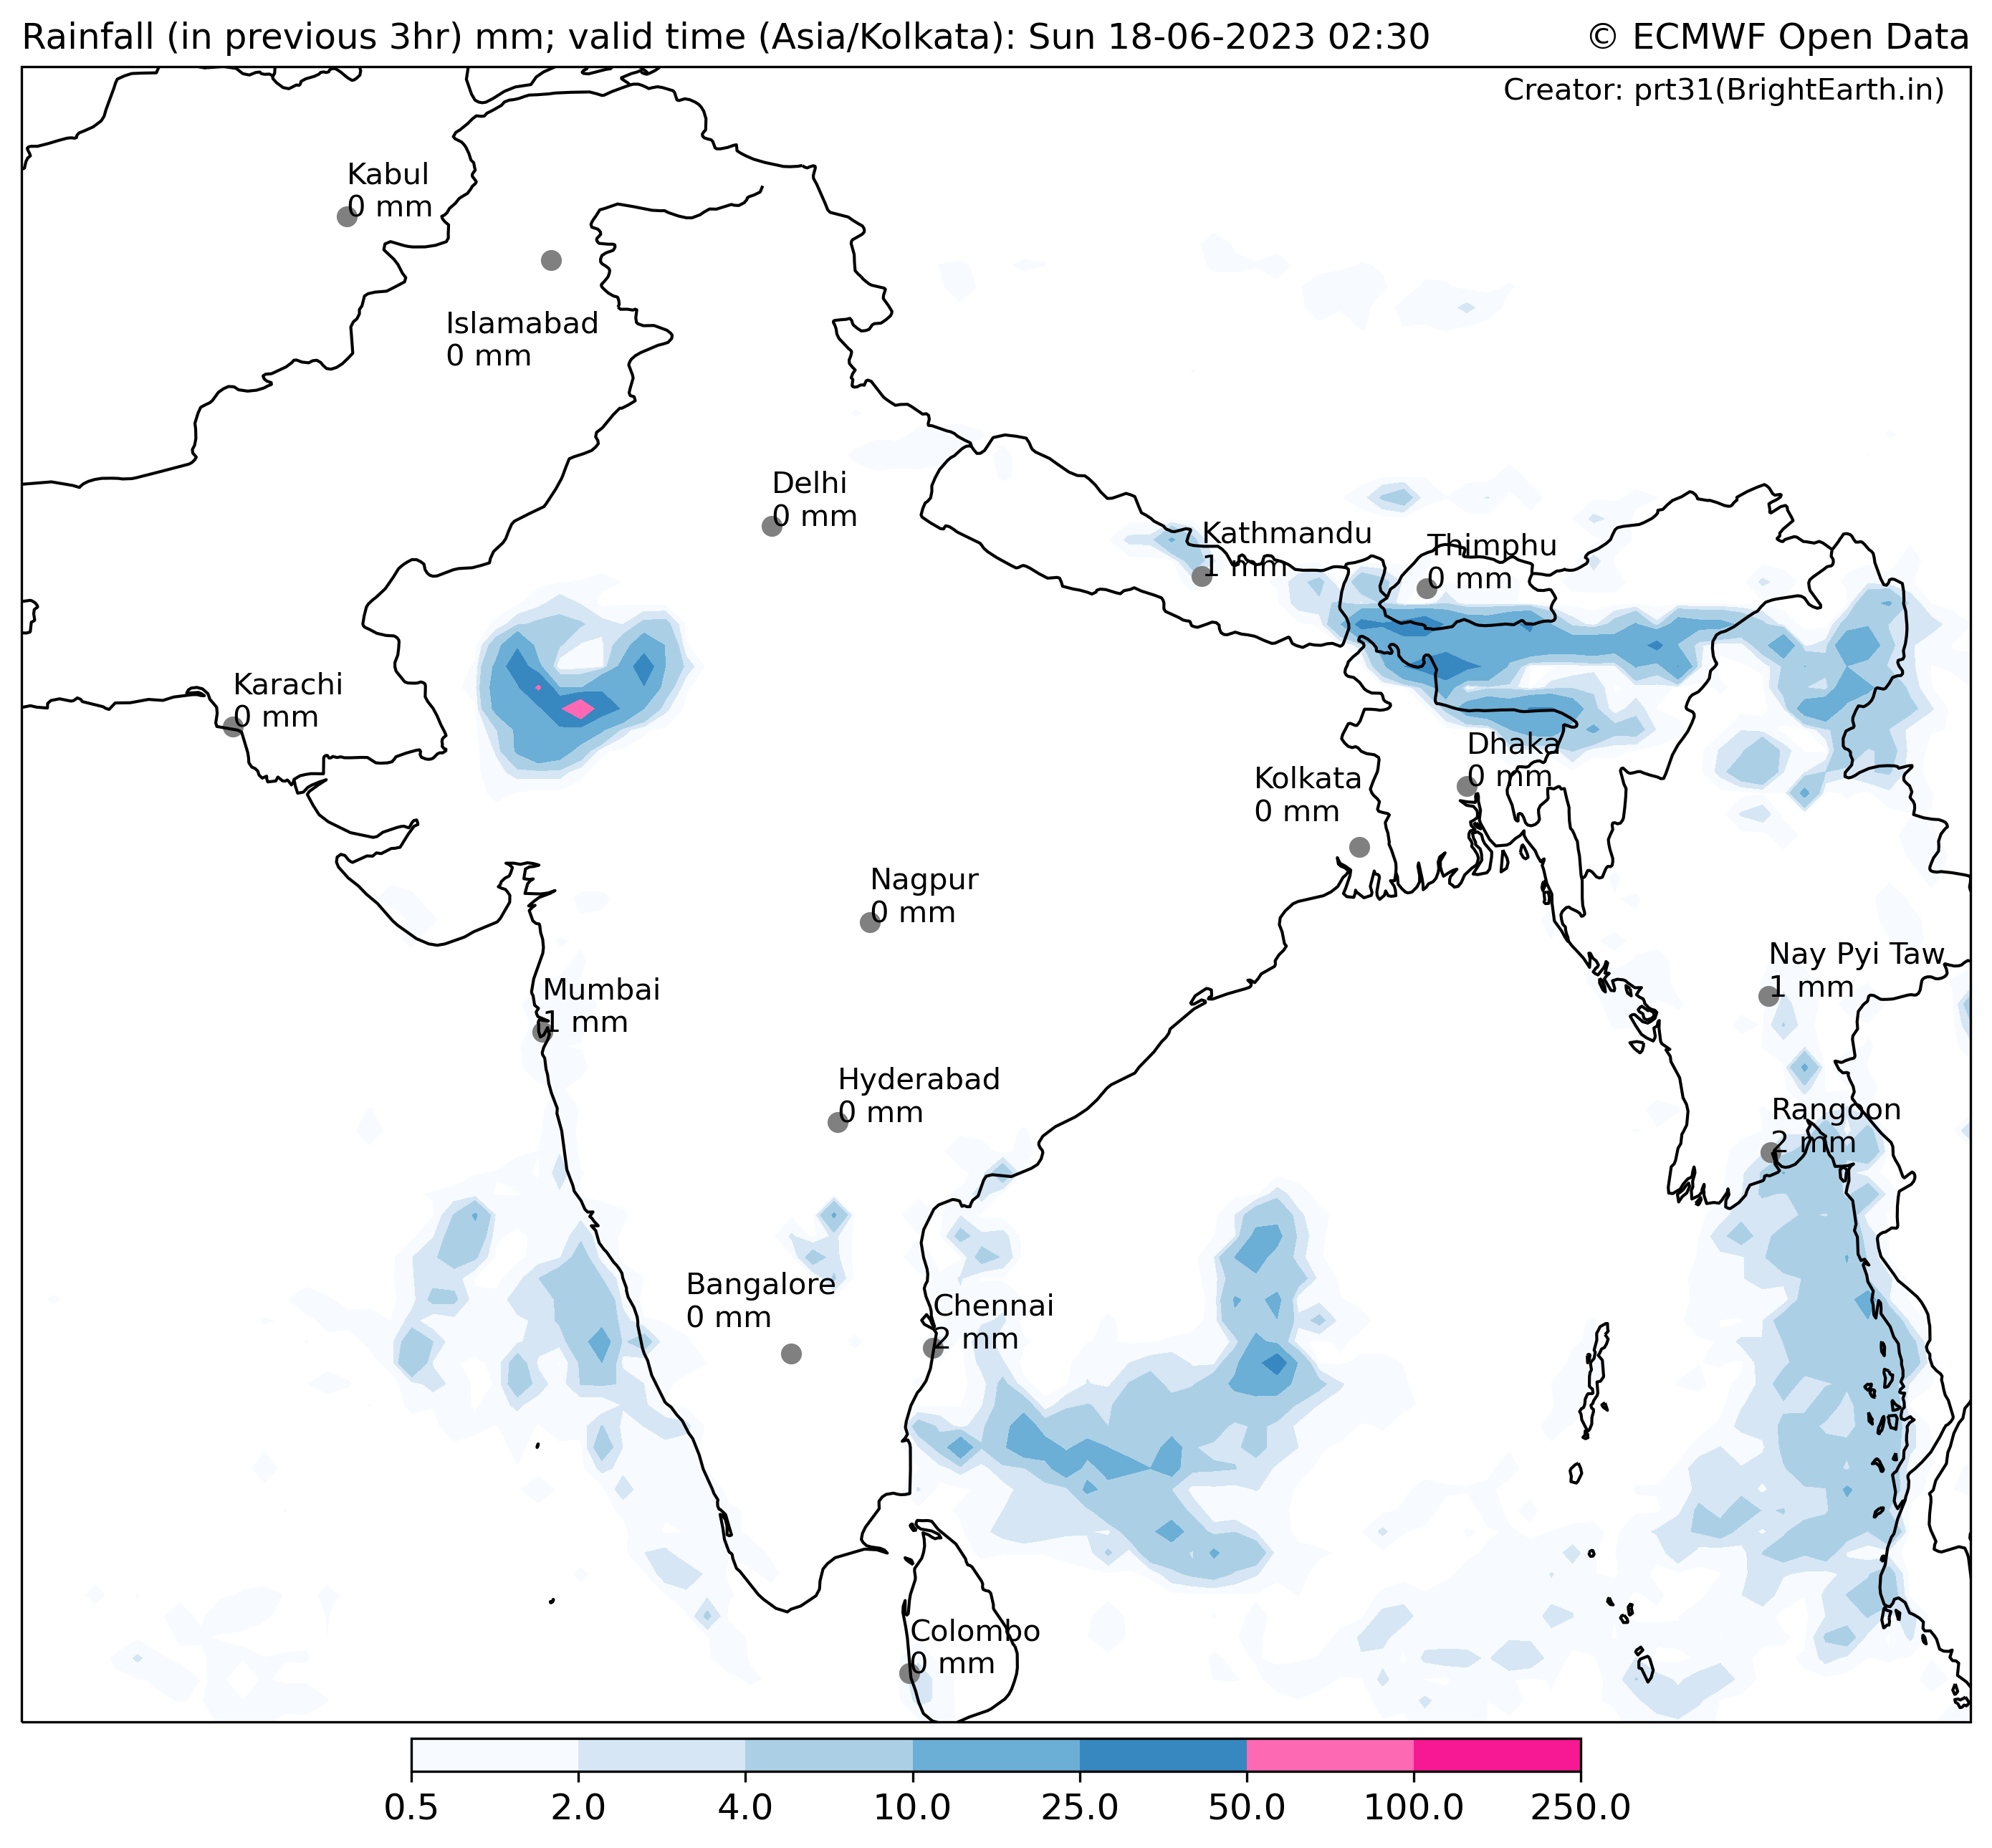 Rainfall (in previous 3hr) mm; valid time (Asia/Kolkata): Sun 18-06-2023 02:30
© ECMWF Open Data
Creator: prt31(BrightEarth.in)
Kabul
0 mm
Islamabad
0 mm
Delhi
0 mm
Kathmandu
1 mm
Thimphu
0 mm
Karachi
0 mm
Dhaka
0 mm
Kolkata
0 mm
Nagpur
0 mm
Nay Pyi Taw
1 mm
Mumbai
1 mm
Hyderabad
0 mm
Rangoon
2 mm
Bangalore
0 mm
Chennai
2 mm
Colombo
0 mm
0.5 2.0 4.0 10.0 25.0 50.0 100.0 250.0